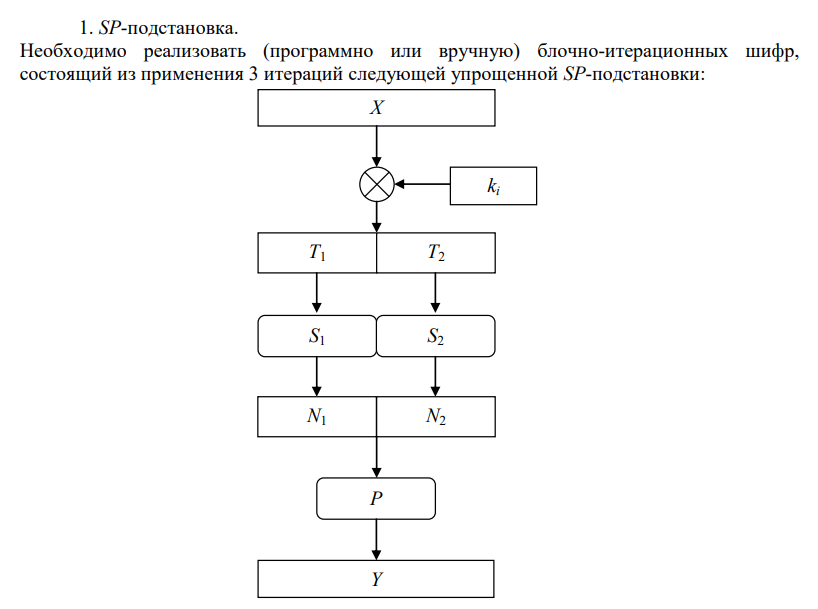 1. SP-подстановка.
Необходимо реализовать (программно или вручную) блочно-итерационных шифр,
состоящий из применения 3 итераций следующей упрощенной SP-подстановки:
X
kᵢ
T₁ T₂
S₁ S₂
N₁ N₂
P
Y